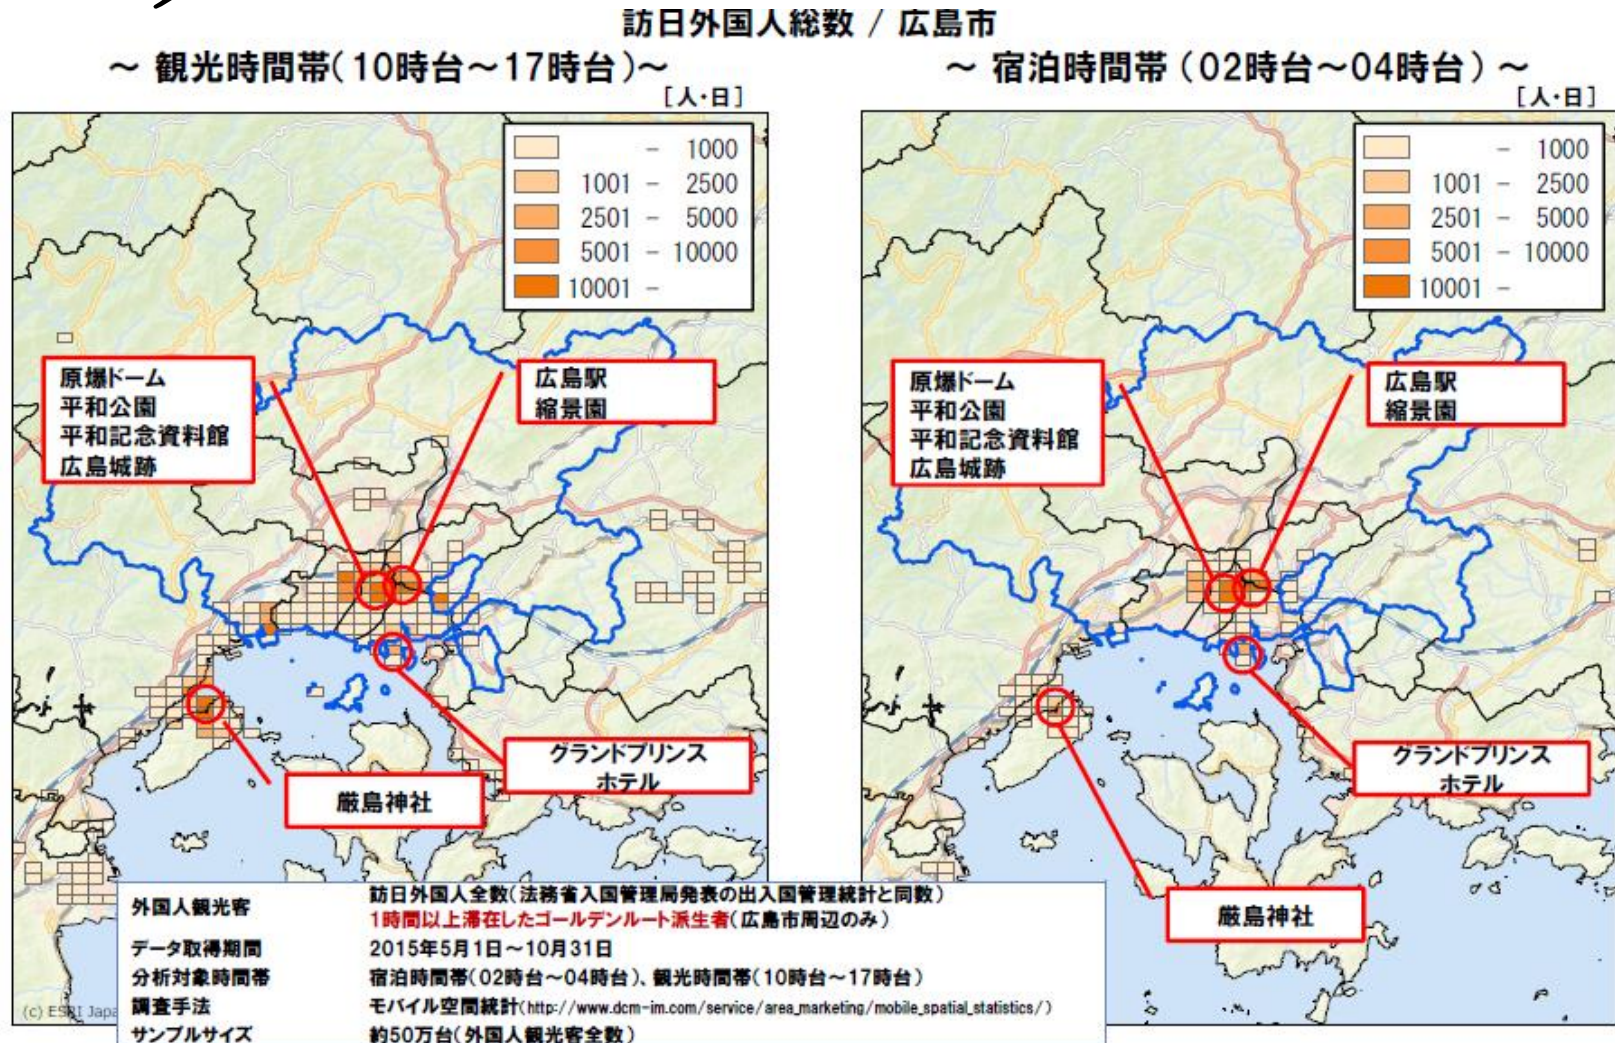 訪日外国人総数 / 広島市
～ 観光時間帯(10時台～17時台)～
[人・日]
- 1000
1001 - 2500
2501 - 5000
5001 - 10000
10001 -
原爆ドーム
平和公園
平和記念資料館
広島城跡
広島駅
縮景園
グランドプリンス
ホテル
厳島神社
～ 宿泊時間帯(02時台～04時台)～
[人・日]
- 1000
1001 - 2500
2501 - 5000
5001 - 10000
10001 -
原爆ドーム
平和公園
平和記念資料館
広島城跡
広島駅
縮景園
グランドプリンス
ホテル
厳島神社
(c) ESRI Japa
外国人観光客 訪日外国人全数(法務省入国管理局発表の出入国管理統計と同数)
1時間以上滞在したゴールデンルート派生者(広島市周辺のみ)
データ取得期間 2015年5月1日～10月31日
分析対象時間帯 宿泊時間帯(02時台～04時台)、観光時間帯(10時台～17時台)
調査手法 モバイル空間統計(http://www.dcm-im.com/service/area_marketing/mobile_spatial_statistics/)
サンプルサイズ 約50万台(外国人観光客全数)